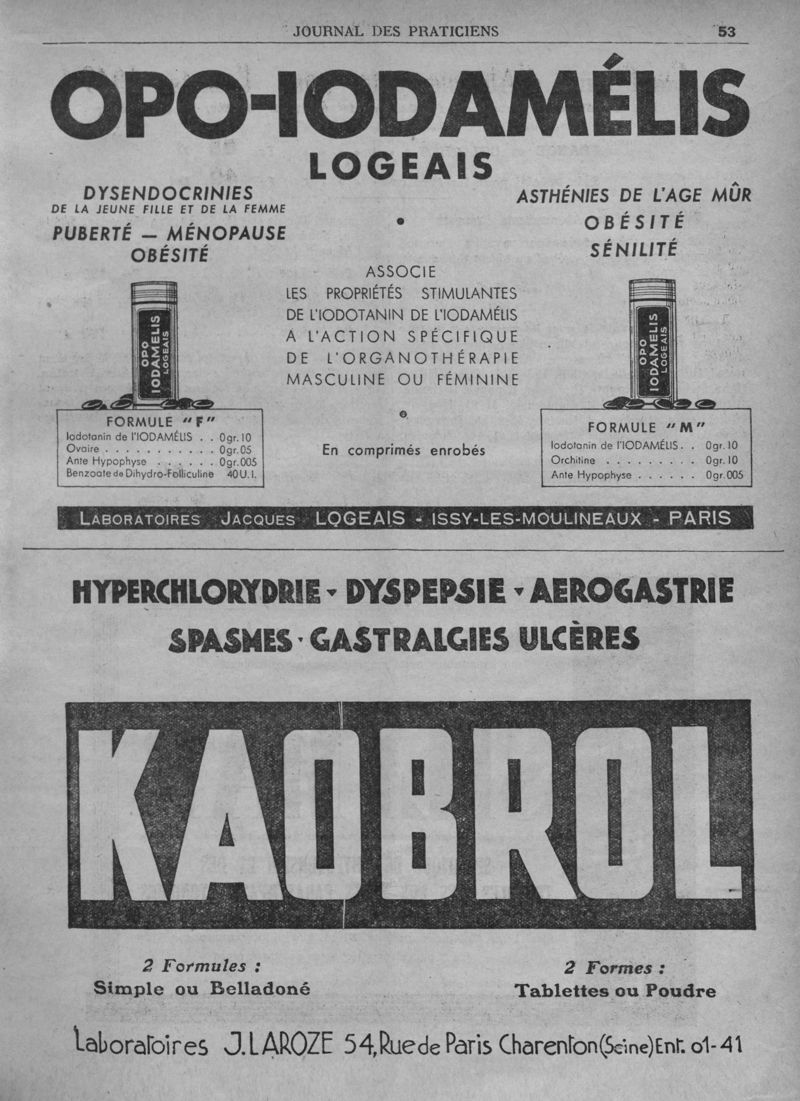 JOURNAL DES PRATICIENS 53
OPO-IODAMÉLIS
LOGEAIS
DYSENDOCRINIES
DE LA JEUNE FILLE ET DE LA FEMME
PUBERTÉ — MÉNOPAUSE
OBÉSITÉ
ASTHÉNIES DE L'AGE MÛR
OBÉSITÉ
SÉNILITÉ
ASSOCIE
LES PROPRIÉTÉS STIMULANTES
DE L'IODOTANIN DE L'IODAMÉLIS
A L'ACTION SPÉCIFIQUE
DE L'ORGANOTHÉRAPIE
MASCULINE OU FÉMININE
En comprimés enrobés
OPO
IODAMÉLIS
LOGEAIS
FORMULE "F"
Iodotanin de l'IODAMÉLIS . . 0gr.10
Ovaire . . . . . . . . . . . 0gr.05
Ante Hypophyse . . . . . . 0gr.005
Benzoate de Dihydro-Folliculine 40 U.I.
OPO
IODAMÉLIS
LOGEAIS
FORMULE "M"
Iodotonin de l'IODAMÉLIS. . 0gr.10
Orchitine . . . . . . . . . 0gr.10
Ante Hypophyse . . . . . . 0gr.005
LABORATOIRES JACQUES LOGEAIS - ISSY-LES-MOULINEAUX - PARIS
HYPERCHLORYDRIE - DYSPEPSIE - AEROGASTRIE
SPASMES · GASTRALGIES ULCÈRES
KAOBROL
2 Formules :
Simple ou Belladoné
2 Formes :
Tablettes ou Poudre
Laboratoires J. LAROZE 54, Rue de Paris Charenton (Seine) Ent. 01-41